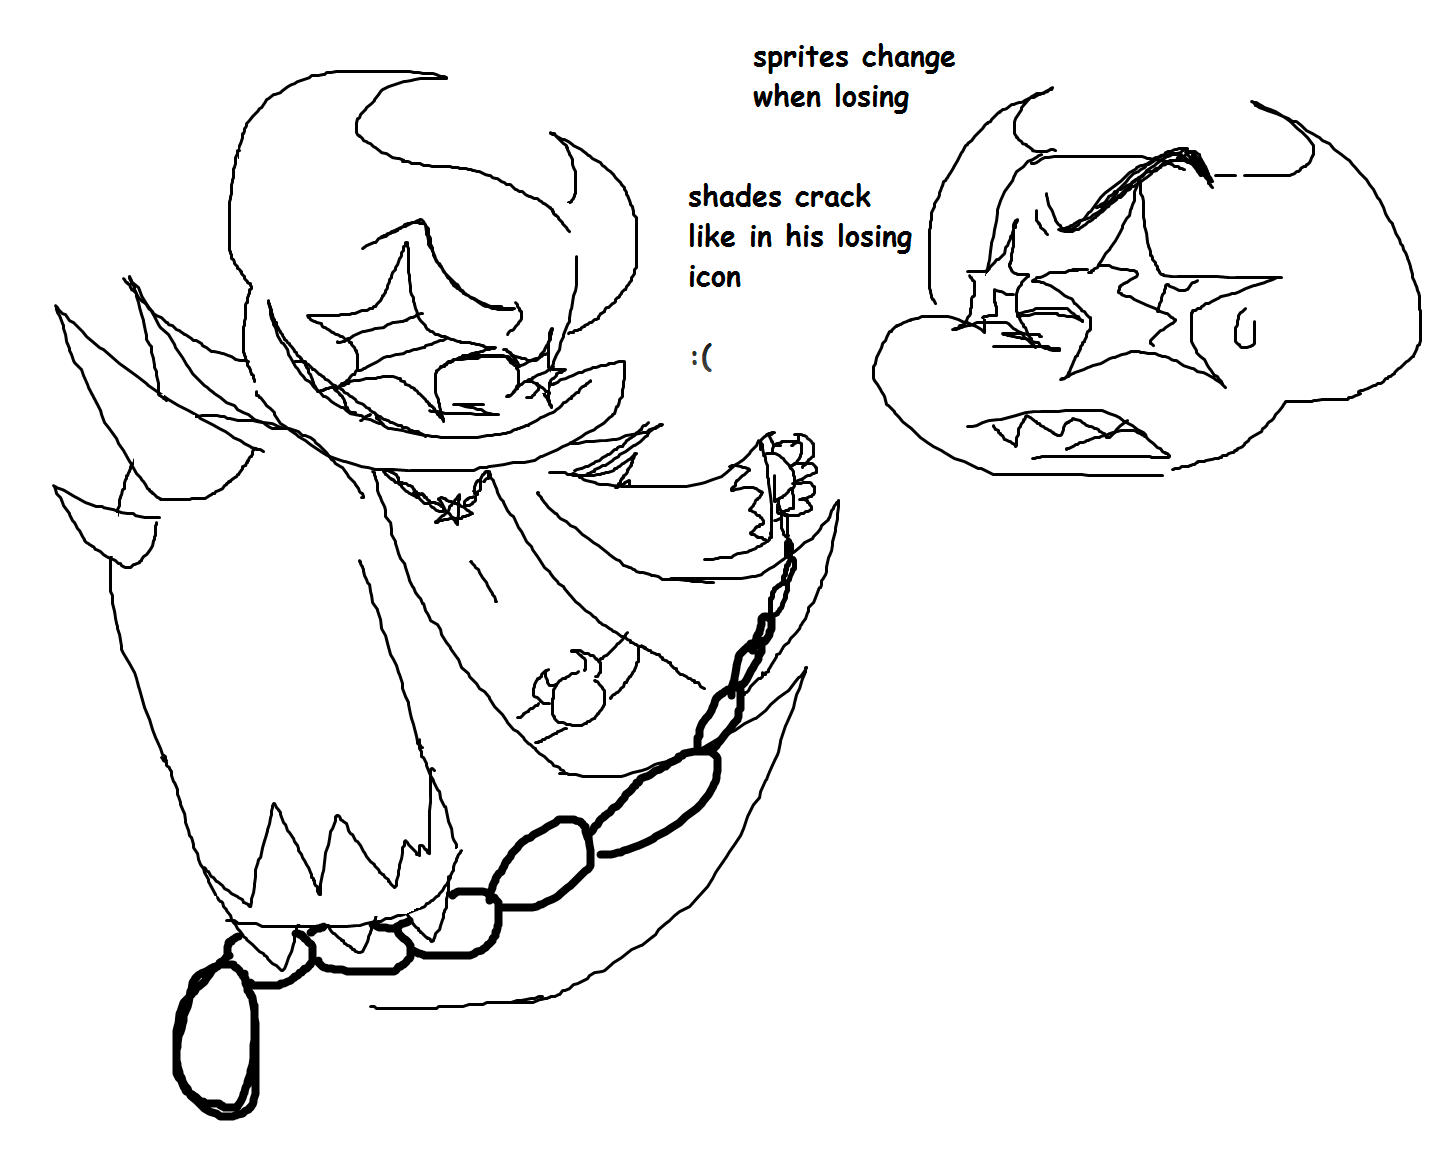 sprites change
when losing
shades crack
like in his losing
icon
:(